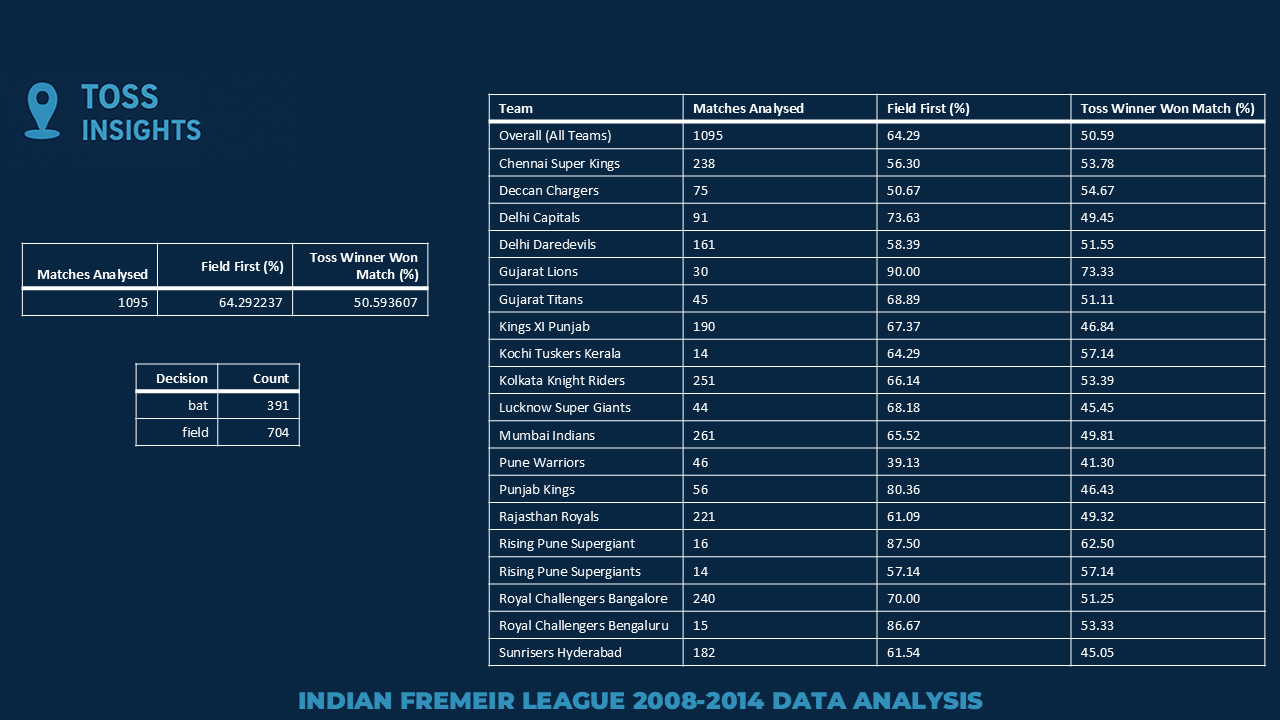 TOSS
INSIGHTS
Matches Analysed Field First (%) Toss Winner Won Match (%)
1095 64.292237 50.593607
Decision Count
bat 391
field 704
Team Matches Analysed Field First (%) Toss Winner Won Match (%)
Overall (All Teams) 1095 64.29 50.59
Chennai Super Kings 238 56.30 53.78
Deccan Chargers 75 50.67 54.67
Delhi Capitals 91 73.63 49.45
Delhi Daredevils 161 58.39 51.55
Gujarat Lions 30 90.00 73.33
Gujarat Titans 45 68.89 51.11
Kings XI Punjab 190 67.37 46.84
Kochi Tuskers Kerala 14 64.29 57.14
Kolkata Knight Riders 251 66.14 53.39
Lucknow Super Giants 44 68.18 45.45
Mumbai Indians 261 65.52 49.81
Pune Warriors 46 39.13 41.30
Punjab Kings 56 80.36 46.43
Rajasthan Royals 221 61.09 49.32
Rising Pune Supergiant 16 87.50 62.50
Rising Pune Supergiants 14 57.14 57.14
Royal Challengers Bangalore 240 70.00 51.25
Royal Challengers Bengaluru 15 86.67 53.33
Sunrisers Hyderabad 182 61.54 45.05
INDIAN FREMEIR LEAGUE 2008-2014 DATA ANALYSIS